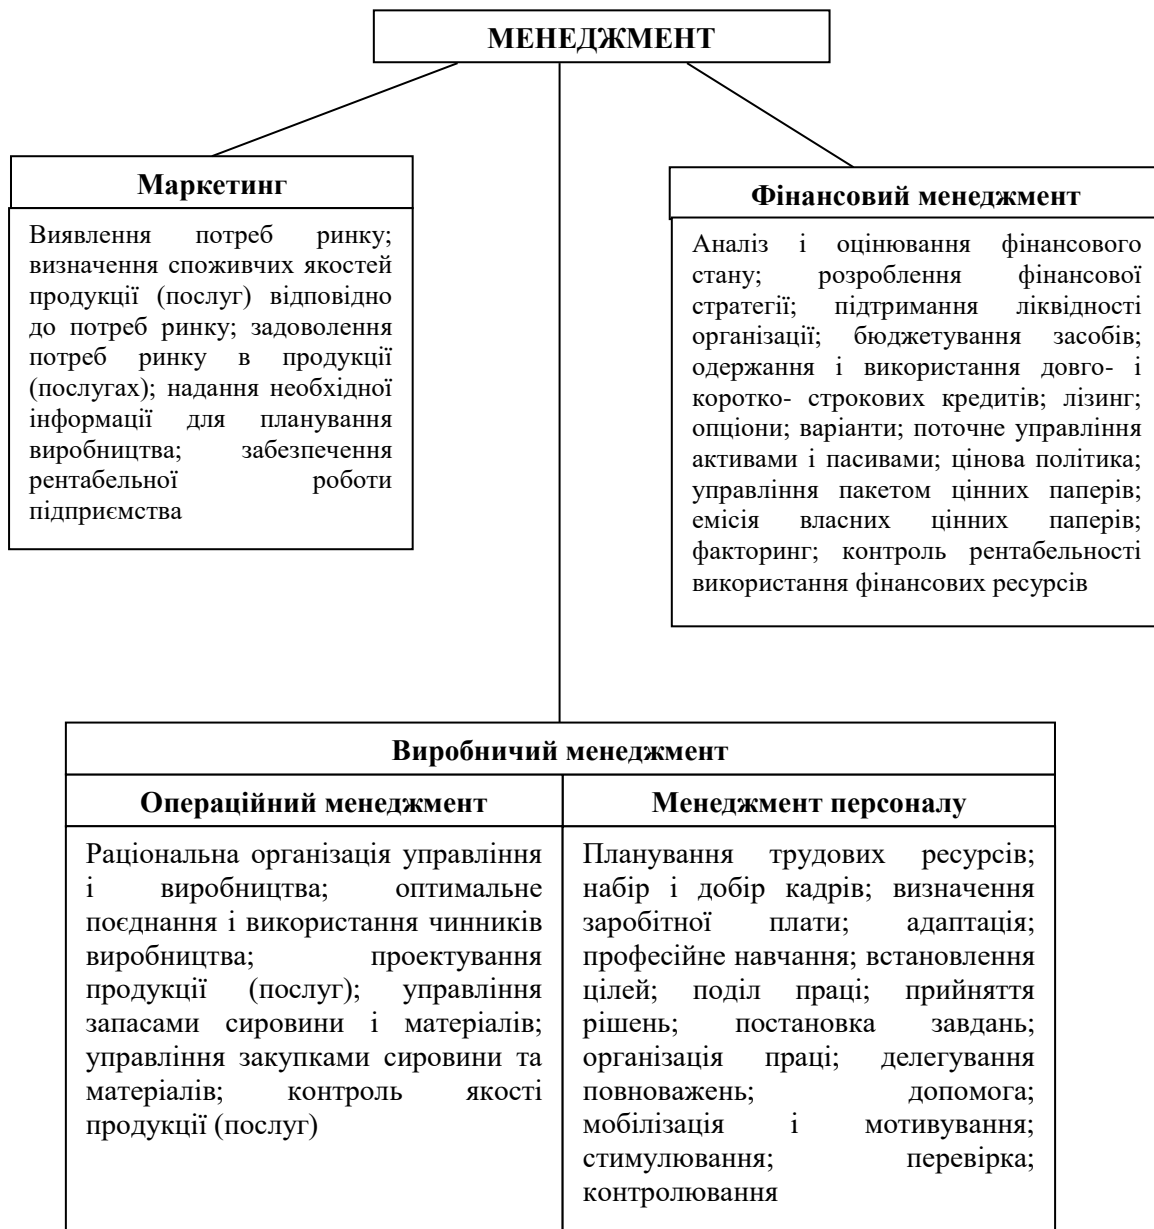 МЕНЕДЖМЕНТ
Маркетинг
Виявлення потреб ринку;
визначення споживчих якостей
продукції (послуг) відповідно
до потреб ринку; задоволення
потреб ринку в продукції
(послугах); надання необхідної
інформації для планування
виробництва; забезпечення
рентабельної роботи
підприємства
Фінансовий менеджмент
Аналіз і оцінювання фінансового
стану; розроблення фінансової
стратегії; підтримання ліквідності
організації; бюджетування засобів;
одержання і використання довго- і
коротко- строкових кредитів; лізинг;
опціони; варіанти; поточне управління
активами і пасивами; цінова політика;
управління пакетом цінних паперів;
емісія власних цінних паперів;
факторинг; контроль рентабельності
використання фінансових ресурсів
Виробничий менеджмент
Операційний менеджмент
Раціональна організація управління
і виробництва; оптимальне
поєднання і використання чинників
виробництва; проектування
продукції (послуг); управління
запасами сировини і матеріалів;
управління закупками сировини та
матеріалів; контроль якості
продукції (послуг)
Менеджмент персоналу
Планування трудових ресурсів;
набір і добір кадрів; визначення
заробітної плати; адаптація;
професійне навчання; встановлення
цілей; поділ праці; прийняття
рішень; постановка завдань;
організація праці; делегування
повноважень; допомога;
мобілізація і мотивування;
стимулювання; перевірка;
контролювання